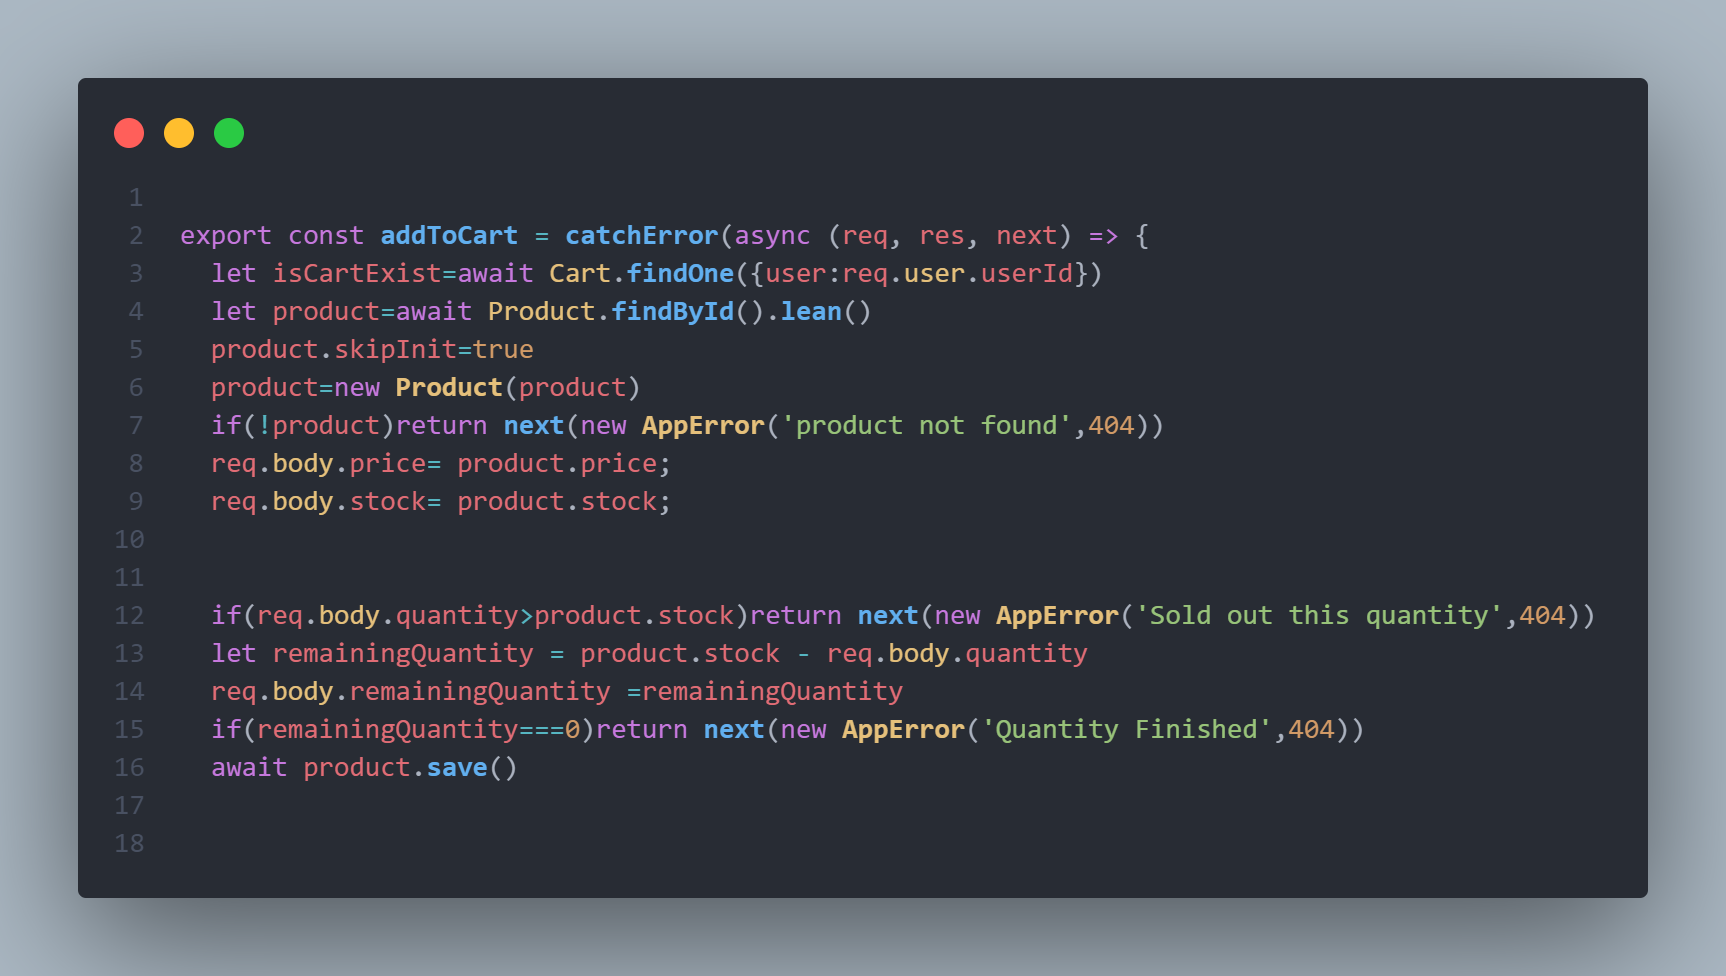 1
2 export const addToCart = catchError(async (req, res, next) => {
3   let isCartExist=await Cart.findOne({user:req.user.userId})
4   let product=await Product.findById().lean()
5   product.skipInit=true
6   product=new Product(product)
7   if(!product)return next(new AppError('product not found',404))
8   req.body.price= product.price;
9   req.body.stock= product.stock;
10
11
12   if(req.body.quantity>product.stock)return next(new AppError('Sold out this quantity',404))
13   let remainingQuantity = product.stock - req.body.quantity
14   req.body.remainingQuantity =remainingQuantity
15   if(remainingQuantity===0)return next(new AppError('Quantity Finished',404))
16   await product.save()
17
18